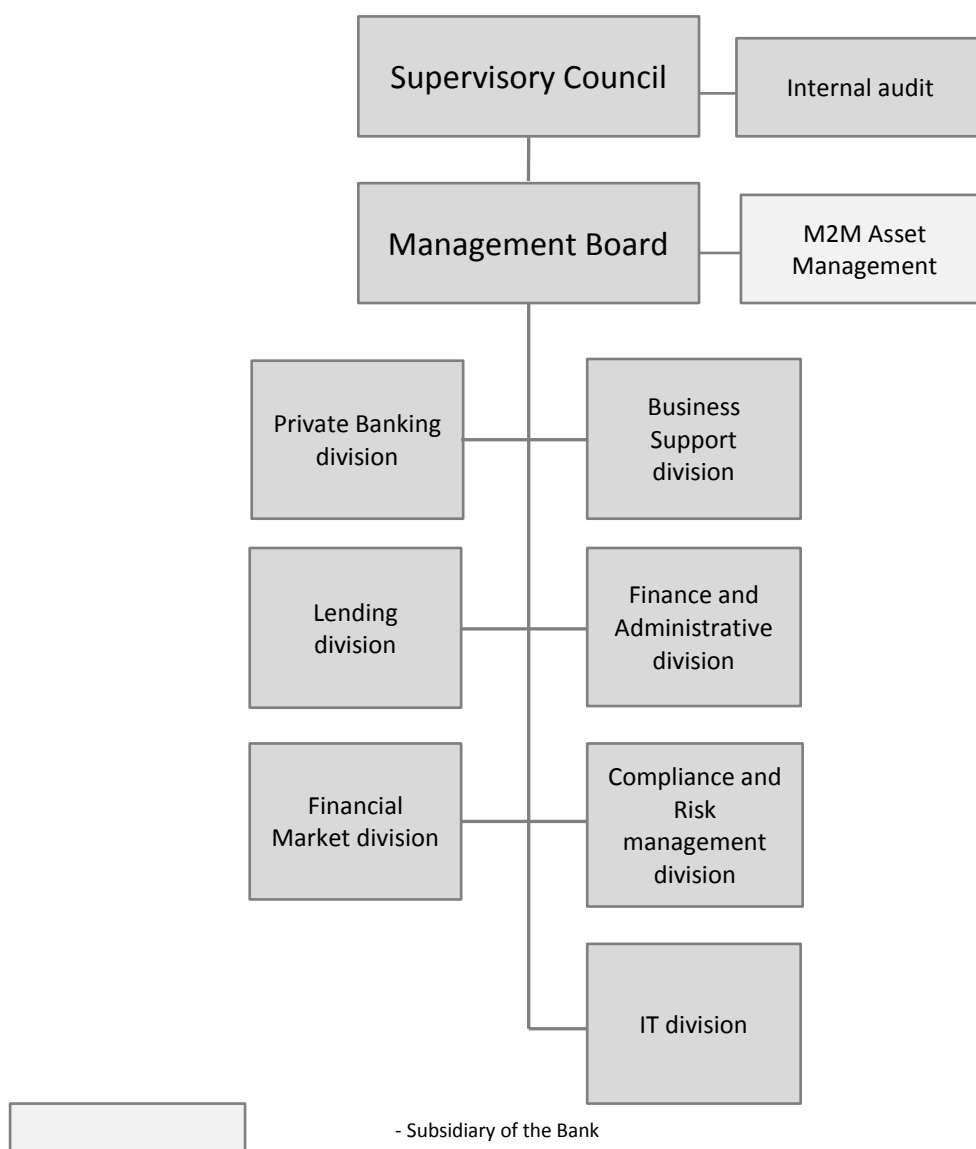 Supervisory Council
Internal audit
Management Board
M2M Asset
Management
Private Banking
division
Business
Support
division
Lending
division
Finance and
Administrative
division
Financial
Market division
Compliance and
Risk
management
division
IT division
- Subsidiary of the Bank